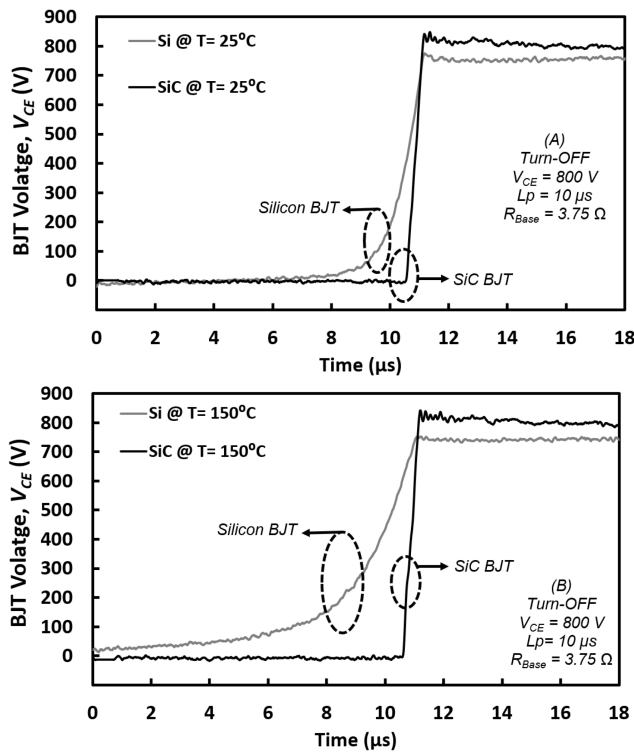 900
800
700
600
500
400
300
200
100
0
BJT Volatge, VCE (V)
Si @ T= 25⁰C
SiC @ T= 25⁰C
Silicon BJT
SiC BJT
(A)
Turn-OFF
VCE = 800 V
Lp = 10 µs
RBase = 3.75 Ω
0 2 4 6 8 10 12 14 16 18
Time (µs)
900
800
700
600
500
400
300
200
100
0
BJT Volatge, VCE (V)
Si @ T= 150⁰C
SiC @ T= 150⁰C
Silicon BJT
SiC BJT
(B)
Turn-OFF
VCE = 800 V
Lp= 10 µs
RBase = 3.75 Ω
0 2 4 6 8 10 12 14 16 18
Time (µs)